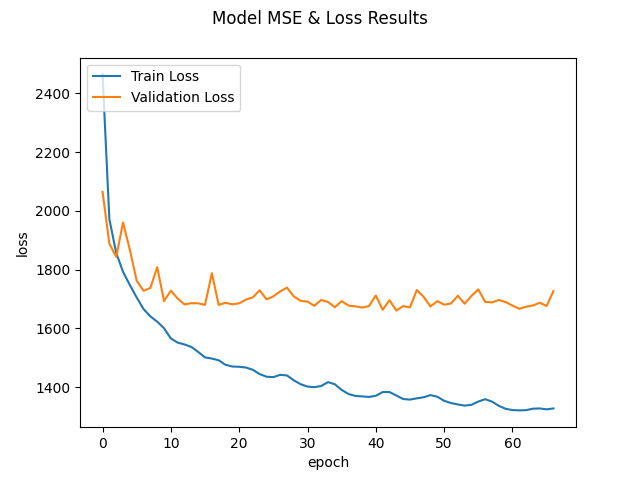 Model MSE & Loss Results
Train Loss
Validation Loss
2400
2200
2000
1800
1600
1400
loss
0 10 20 30 40 50 60
epoch